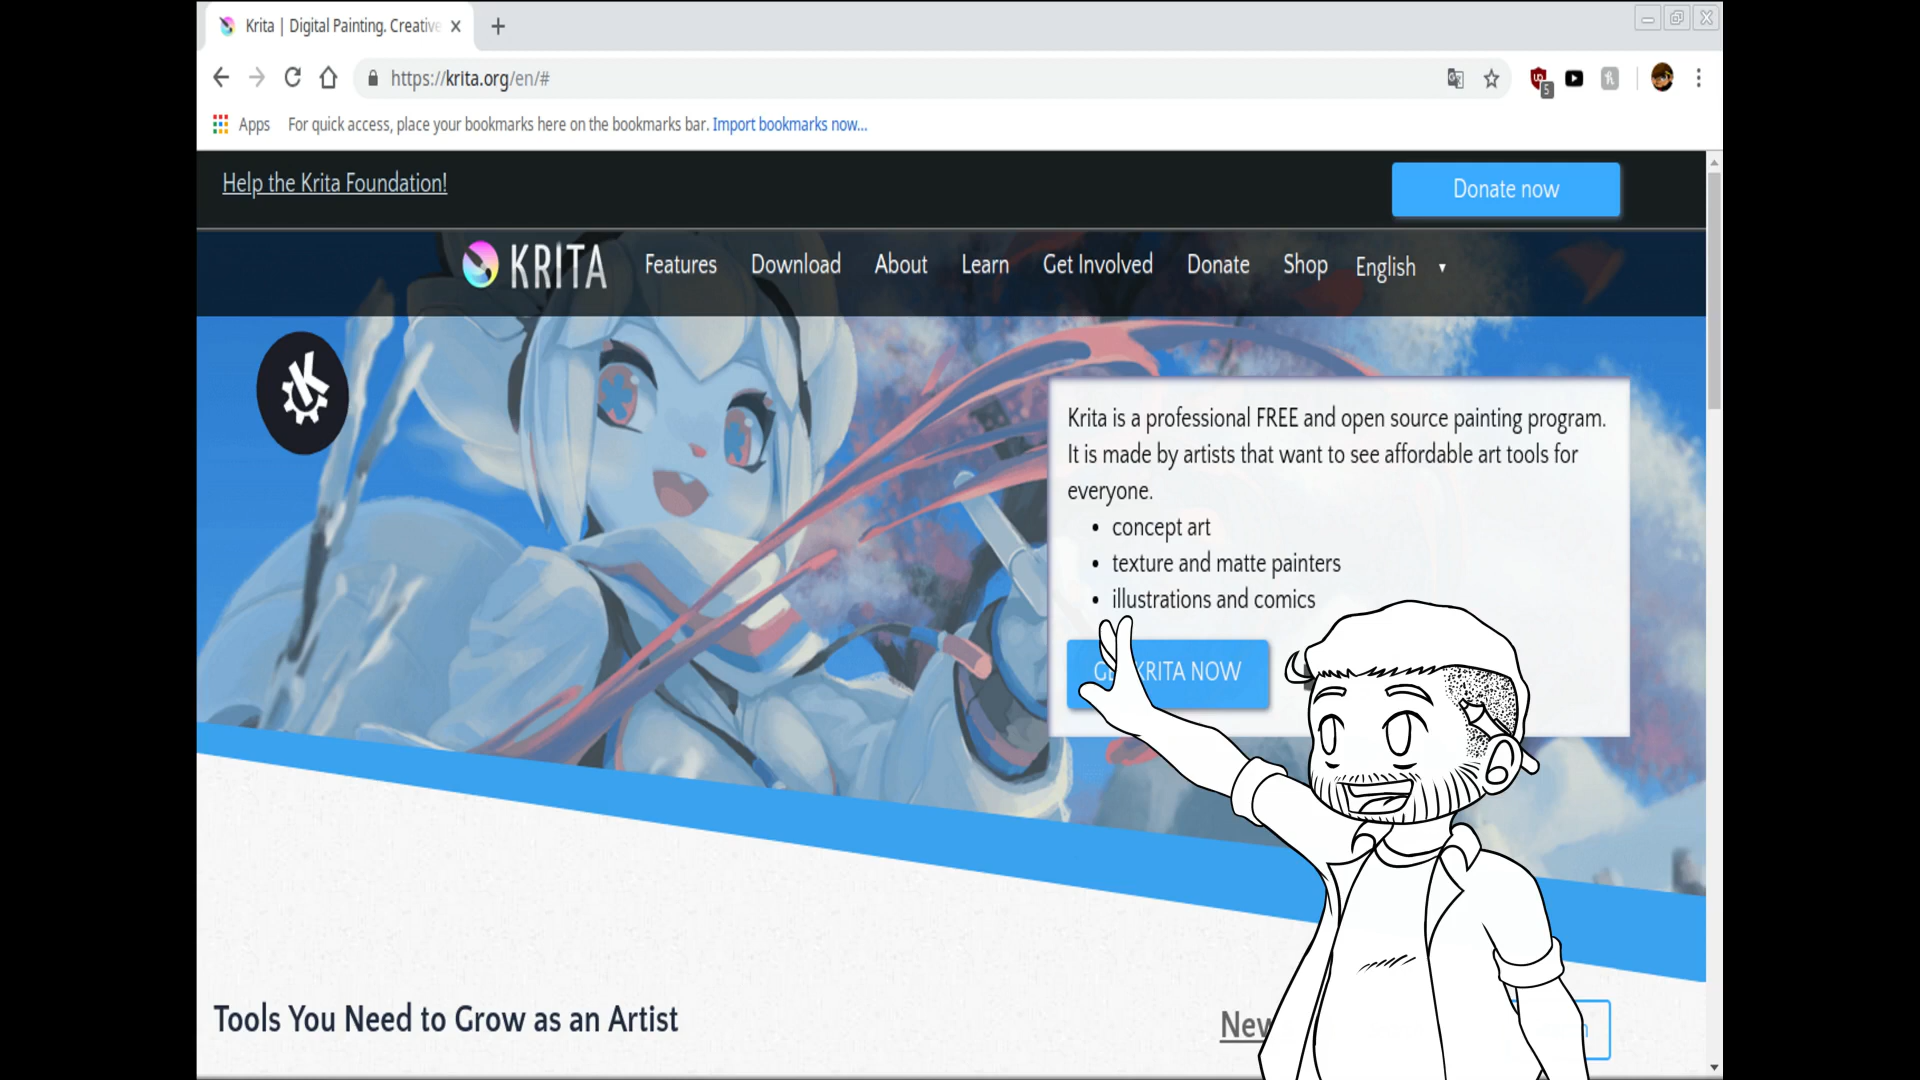 Krita | Digital Painting. Creative
https://krita.org/en/#
5
Apps For quick access, place your bookmarks here on the bookmarks bar. Import bookmarks now...
Help the Krita Foundation!
Donate now
KRITA Features Download About Learn Get Involved Donate Shop English
Krita is a professional FREE and open source painting program.
It is made by artists that want to see affordable art tools for
everyone.
• concept art
• texture and matte painters
• illustrations and comics
KRITA NOW
Tools You Need to Grow as an Artist